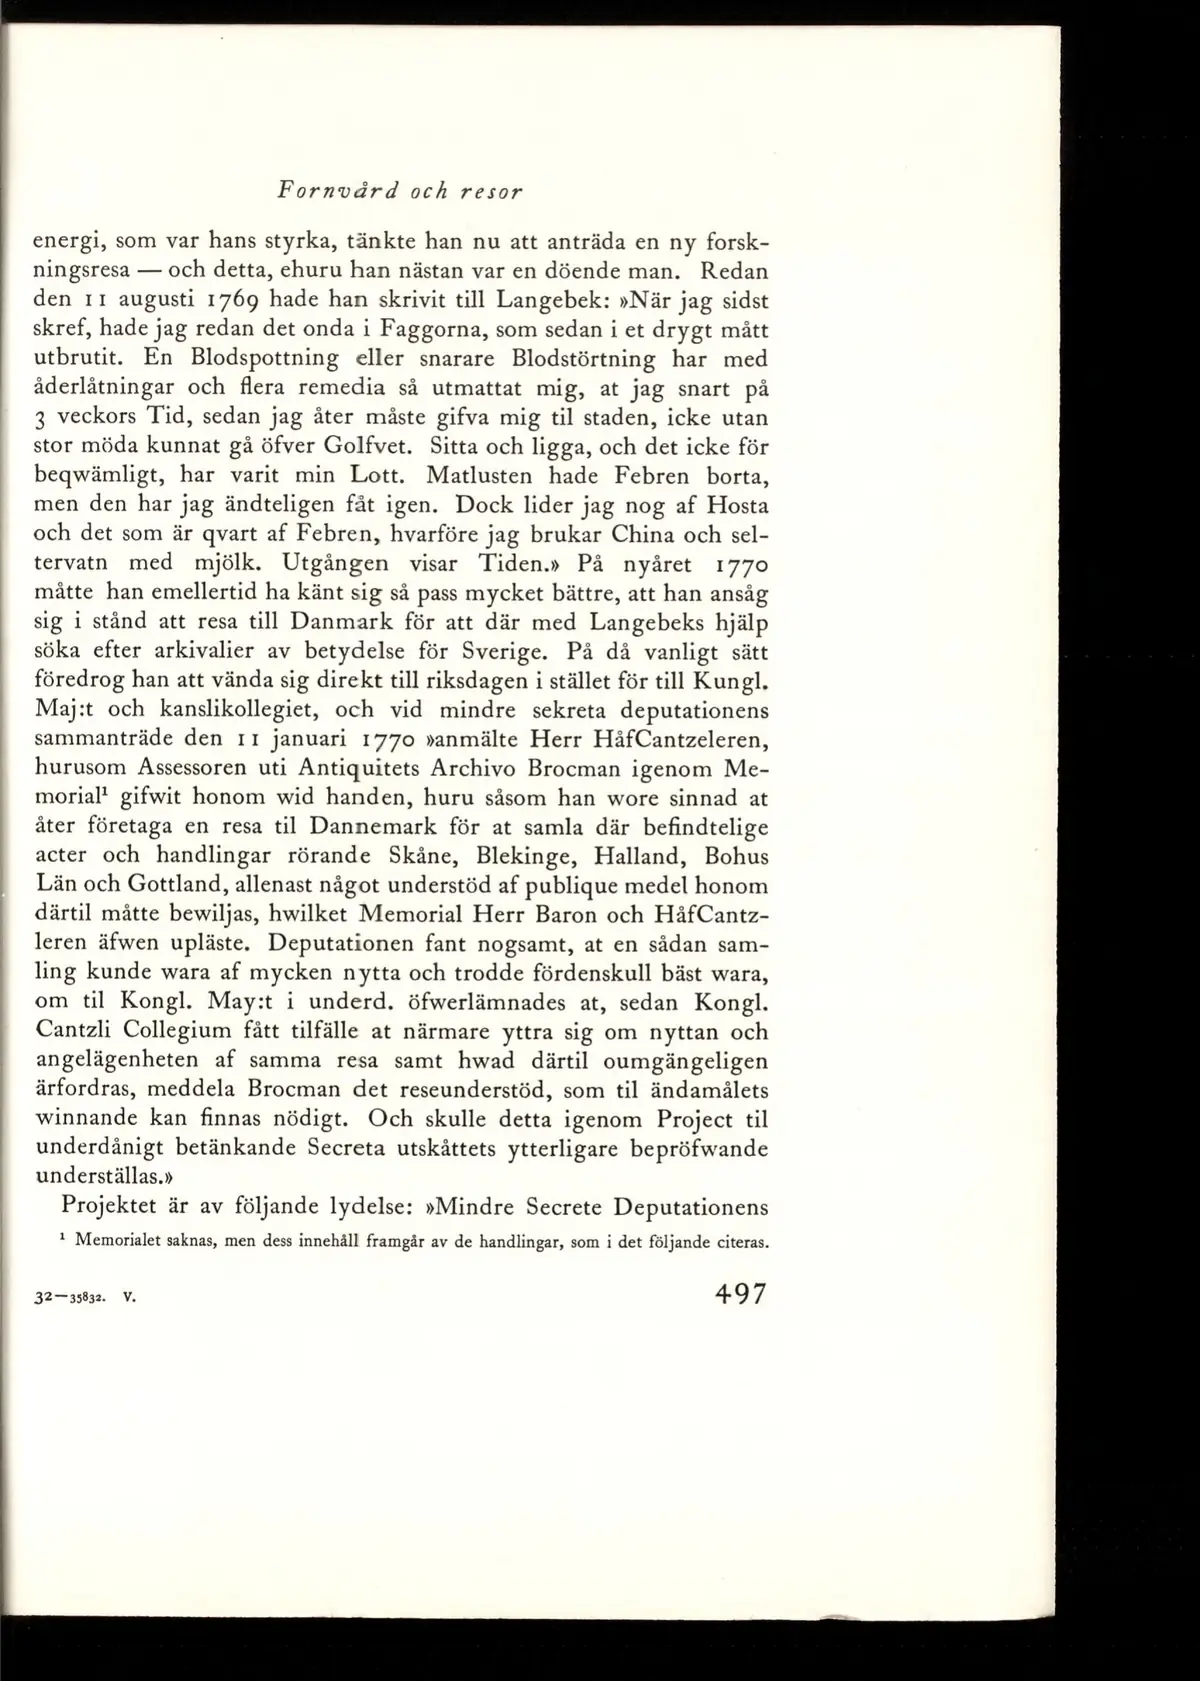 Fornvård och resor
energi, som var hans styrka, tänkte han nu att anträda en ny forsk-
ningsresa — och detta, ehuru han nästan var en döende man. Redan
den 11 augusti 1769 hade han skrivit till Langebek: »När jag sidst
skref, hade jag redan det onda i Faggorna, som sedan i et drygt mått
utbrutit. En Blodspottning eller snarare Blodstörtning har med
åderlåtningar och flera remedia så utmattat mig, at jag snart på
3 veckors Tid, sedan jag åter måste gifva mig til staden, icke utan
stor möda kunnat gå öfver Golfvet. Sitta och ligga, och det icke för
beqwämligt, har varit min Lott. Matlusten hade Febren borta,
men den har jag ändteligen fåt igen. Dock lider jag nog af Hosta
och det som är qvart af Febren, hvarföre jag brukar China och sel-
tervatn med mjölk. Utgången visar Tiden.» På nyåret 1770
måtte han emellertid ha känt sig så pass mycket bättre, att han ansåg
sig i stånd att resa till Danmark för att där med Langebeks hjälp
söka efter arkivalier av betydelse för Sverige. På då vanligt sätt
föredrog han att vända sig direkt till riksdagen i stället för till Kungl.
Maj:t och kanslikollegiet, och vid mindre sekreta deputationens
sammanträde den 11 januari 1770 »anmälte Herr HåfCantzeleren,
hurusom Assessoren uti Antiquitets Archivo Brocman igenom Me-
morial¹ gifwit honom wid handen, huru såsom han wore sinnad at
åter företaga en resa til Dannemark för at samla där befindtelige
acter och handlingar rörande Skåne, Blekinge, Halland, Bohus
Län och Gottland, allenast något understöd af publique medel honom
därtil måtte bewiljas, hwilket Memorial Herr Baron och HåfCantz-
leren äfwen upläste. Deputationen fant nogsamt, at en sådan sam-
ling kunde wara af mycken nytta och trodde fördenskull bäst wara,
om til Kongl. May:t i underd. öfwerlämnades at, sedan Kongl.
Cantzli Collegium fått tilfälle at närmare yttra sig om nyttan och
angelägenheten af samma resa samt hwad därtil oumgängeligen
ärfordras, meddela Brocman det reseunderstöd, som til ändamålets
winnande kan finnas nödigt. Och skulle detta igenom Project til
underdånigt betänkande Secreta utskåttets ytterligare bepröfwande
underställas.»
Projektet är av följande lydelse: »Mindre Secrete Deputationens
¹ Memorialet saknas, men dess innehåll framgår av de handlingar, som i det följande citeras.
32—35832. V.
497